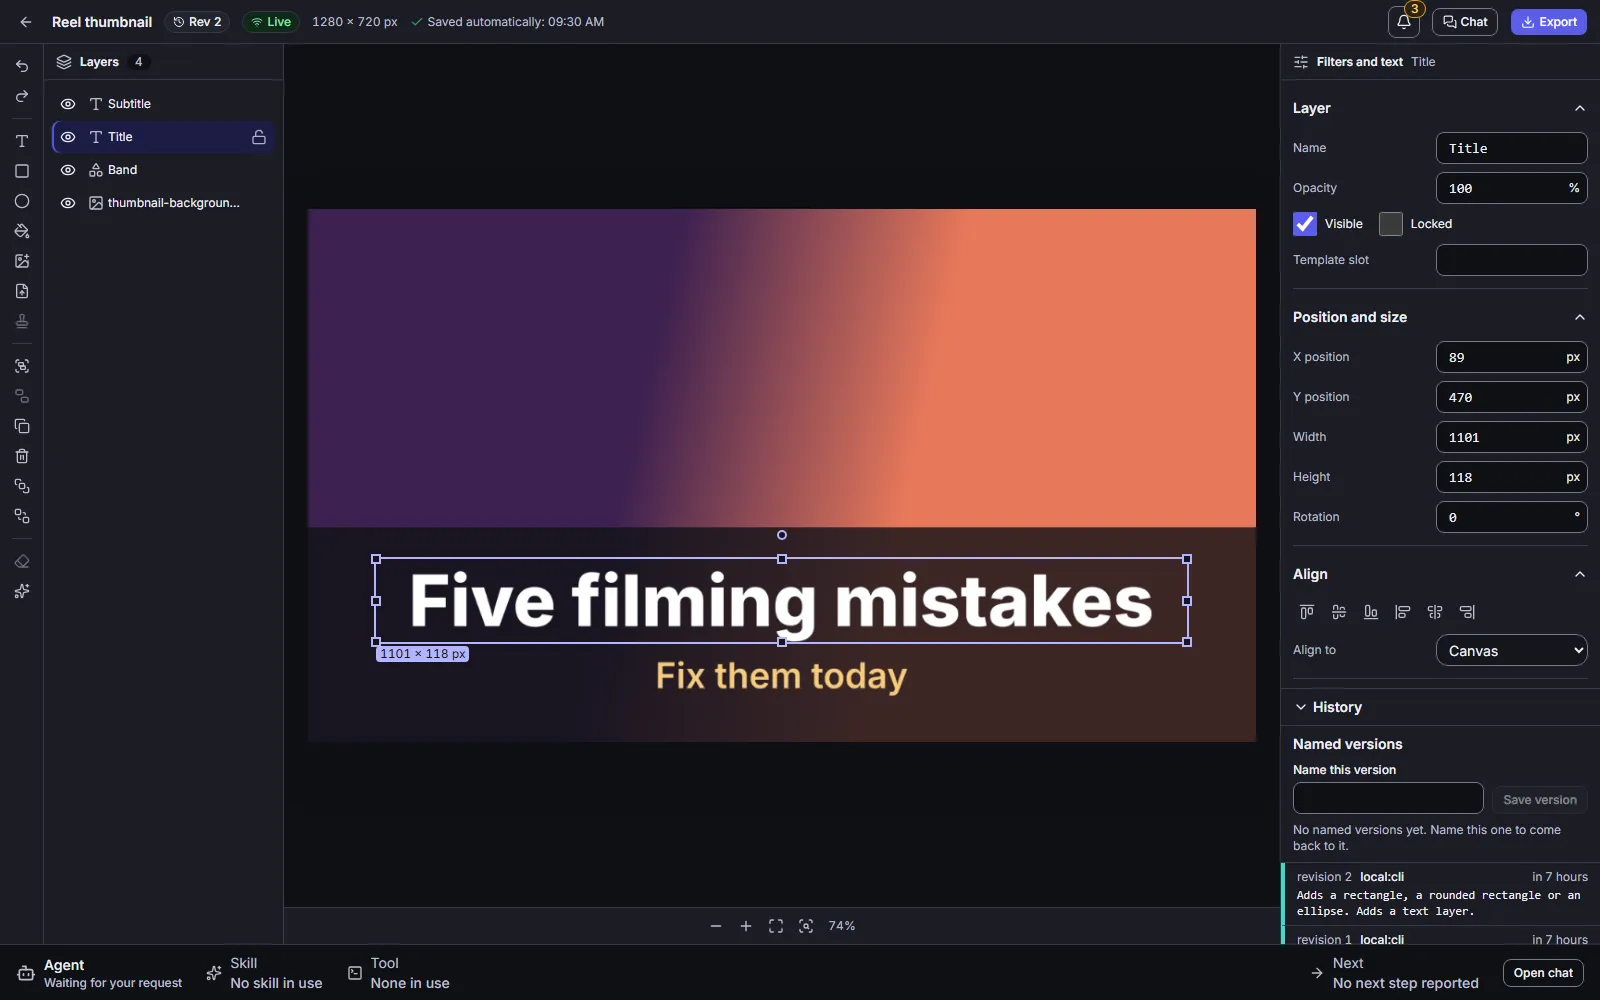 Reel thumbnail
Rev 2
Live
1280 × 720 px
Saved automatically: 09:30 AM
3
Chat
Export
Layers 4
Subtitle
Title
Band
thumbnail-backgroun...
Five filming mistakes
1101 × 118 px
Fix them today
74%
Filters and text Title
Layer
Name
Title
Opacity
100 %
Visible
Locked
Template slot
Position and size
X position
89 px
Y position
470 px
Width
1101 px
Height
118 px
Rotation
0 °
Align
Align to
Canvas
History
Named versions
Name this version
Save version
No named versions yet. Name this one to come
back to it.
revision 2 local:cli in 7 hours
Adds a rectangle, a rounded rectangle or an
ellipse. Adds a text layer.
revision 1 local:cli in 7 hours
Agent
Waiting for your request
Skill
No skill in use
Tool
None in use
Next
No next step reported
Open chat